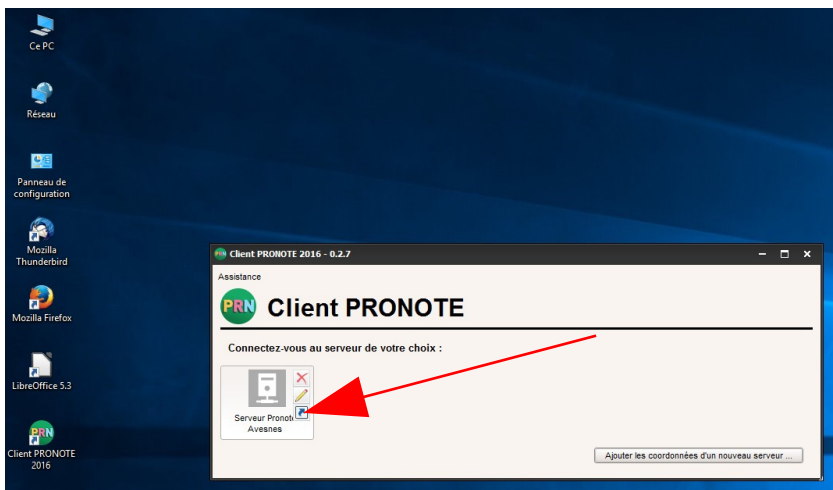 Ce PC
Réseau
Panneau de
configuration
Mozilla
Thunderbird
Mozilla Firefox
LibreOffice 5.3
Client PRONOTE
2016
PRN Client PRONOTE 2016 - 0.2.7
Assistance
PRN Client PRONOTE
Connectez-vous au serveur de votre choix :
Serveur
Avesnes
Ajouter les coordonnées d'un nouveau serveur ...